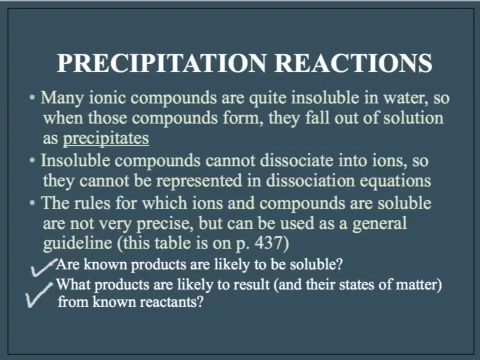 PRECIPITATION REACTIONS
• Many ionic compounds are quite insoluble in water, so
when those compounds form, they fall out of solution
as precipitates
• Insoluble compounds cannot dissociate into ions, so
they cannot be represented in dissociation equations
• The rules for which ions and compounds are soluble
are not very precise, but can be used as a general
guideline (this table is on p. 437)
Are known products are likely to be soluble?
What products are likely to result (and their states of matter)
from known reactants?